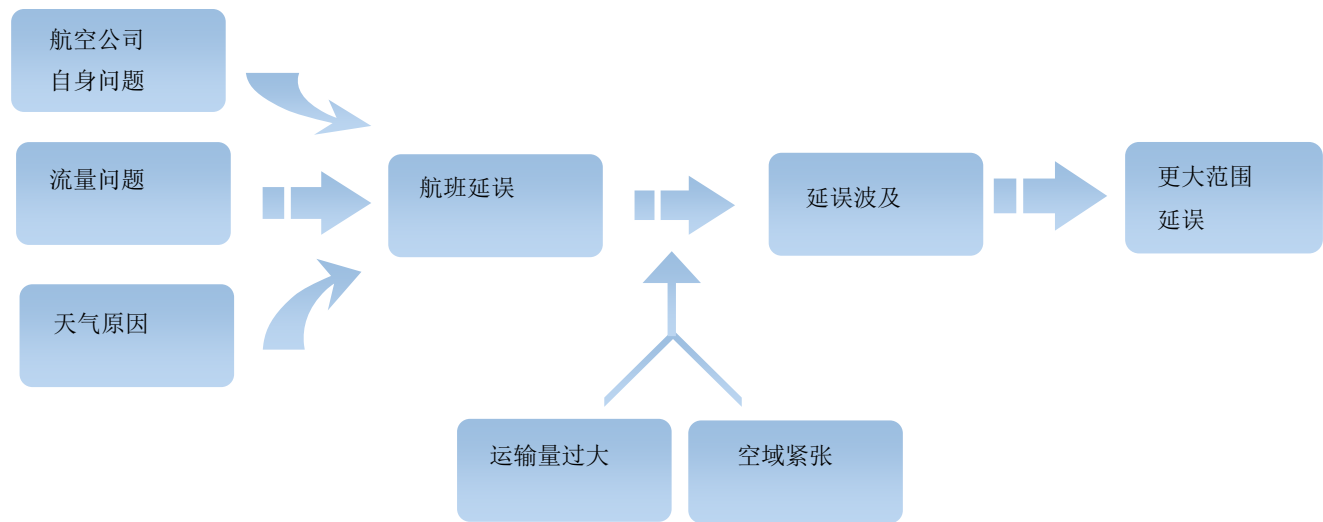 航空公司
自身问题
流量问题
天气原因
航班延误
延误波及
更大范围
延误
运输量过大
空域紧张